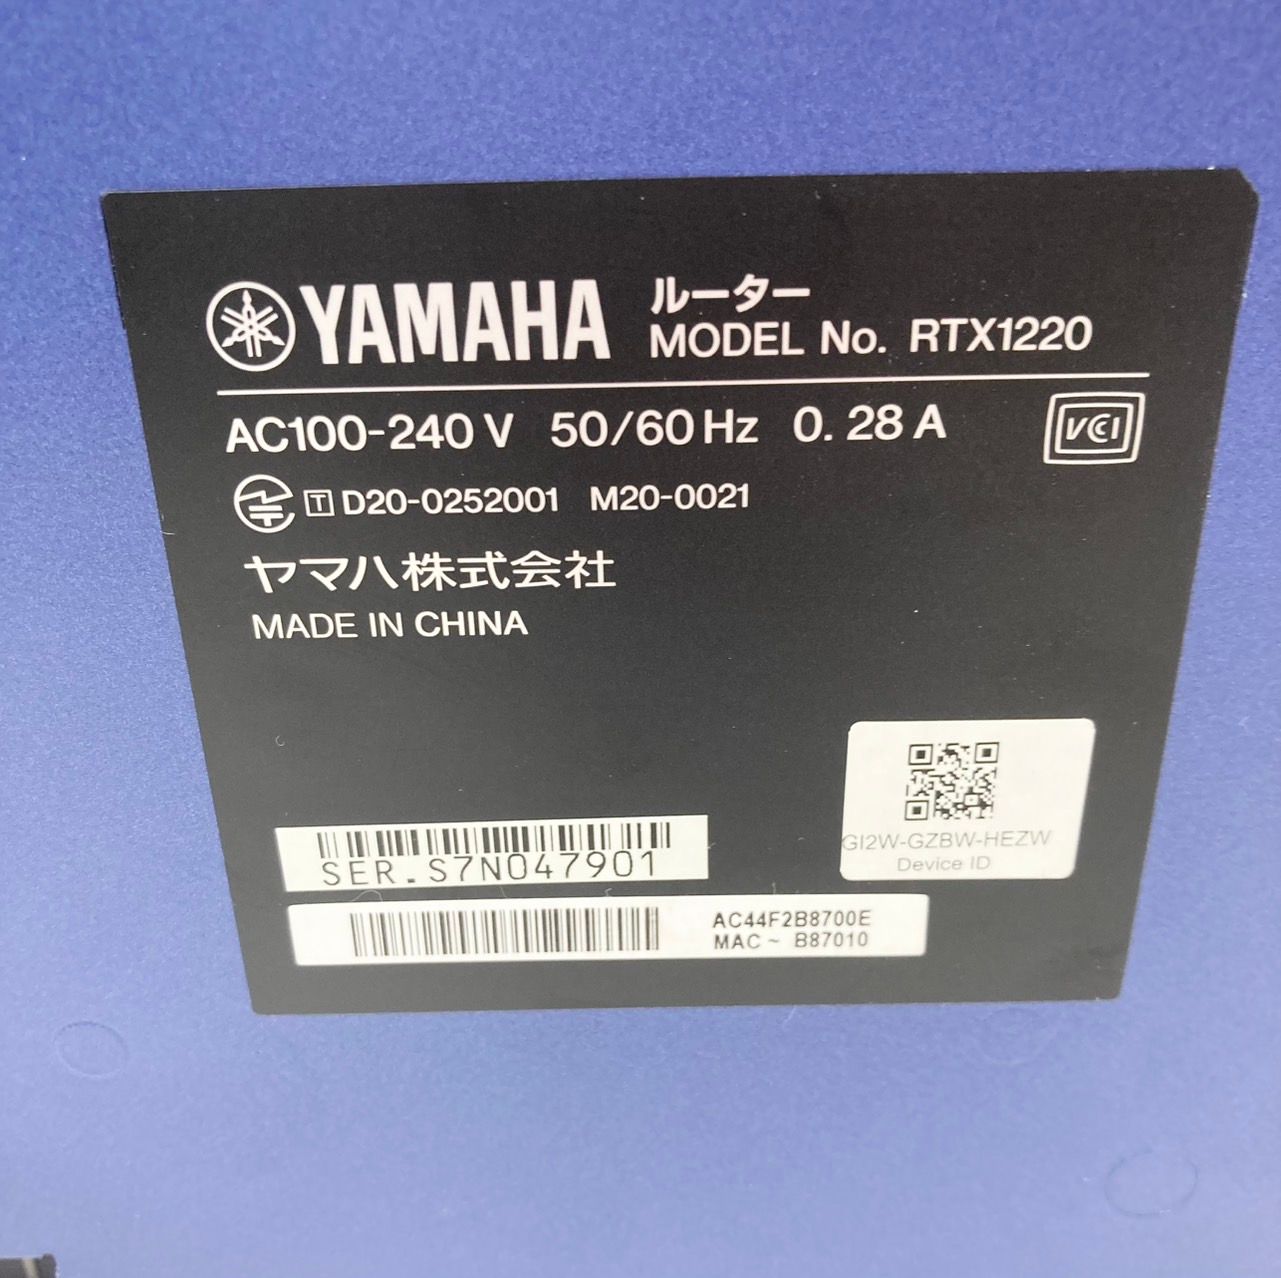 YAMAHA ルーター
MODEL No. RTX1220
AC100-240 V 50/60 Hz 0.28 A
VCI
T D20-0252001 M20-0021
ヤマハ株式会社
MADE IN CHINA
GI2W-GZBW-HEZW
Device ID
SER. S7N047901
AC44F2B8700E
MAC~ B87010